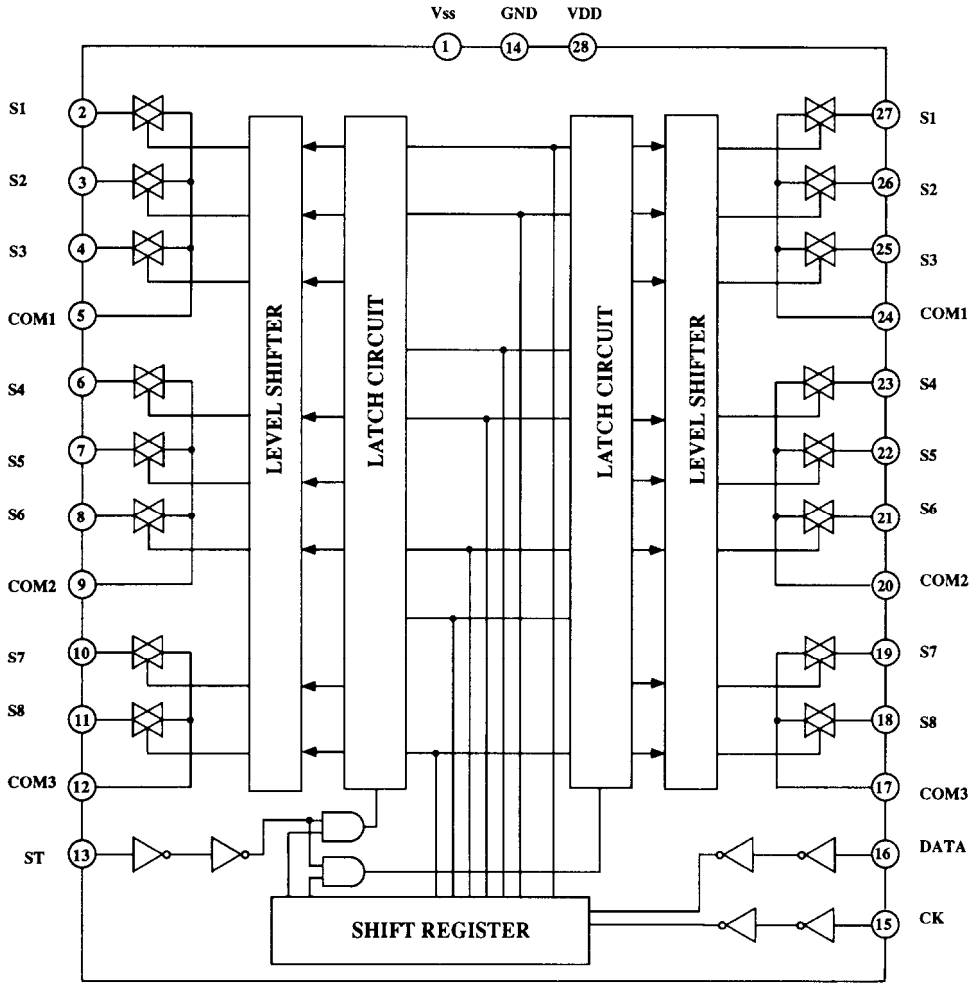 Vss GND VDD
1 14 28
S1 2 27 S1
S2 3 26 S2
S3 4 25 S3
COM1 5 24 COM1
S4 6 23 S4
S5 7 22 S5
S6 8 21 S6
COM2 9 20 COM2
S7 10 19 S7
S8 11 18 S8
COM3 12 17 COM3
ST 13 16 DATA
15 CK
LEVEL SHIFTER
LATCH CIRCUIT
LATCH CIRCUIT
LEVEL SHIFTER
SHIFT REGISTER